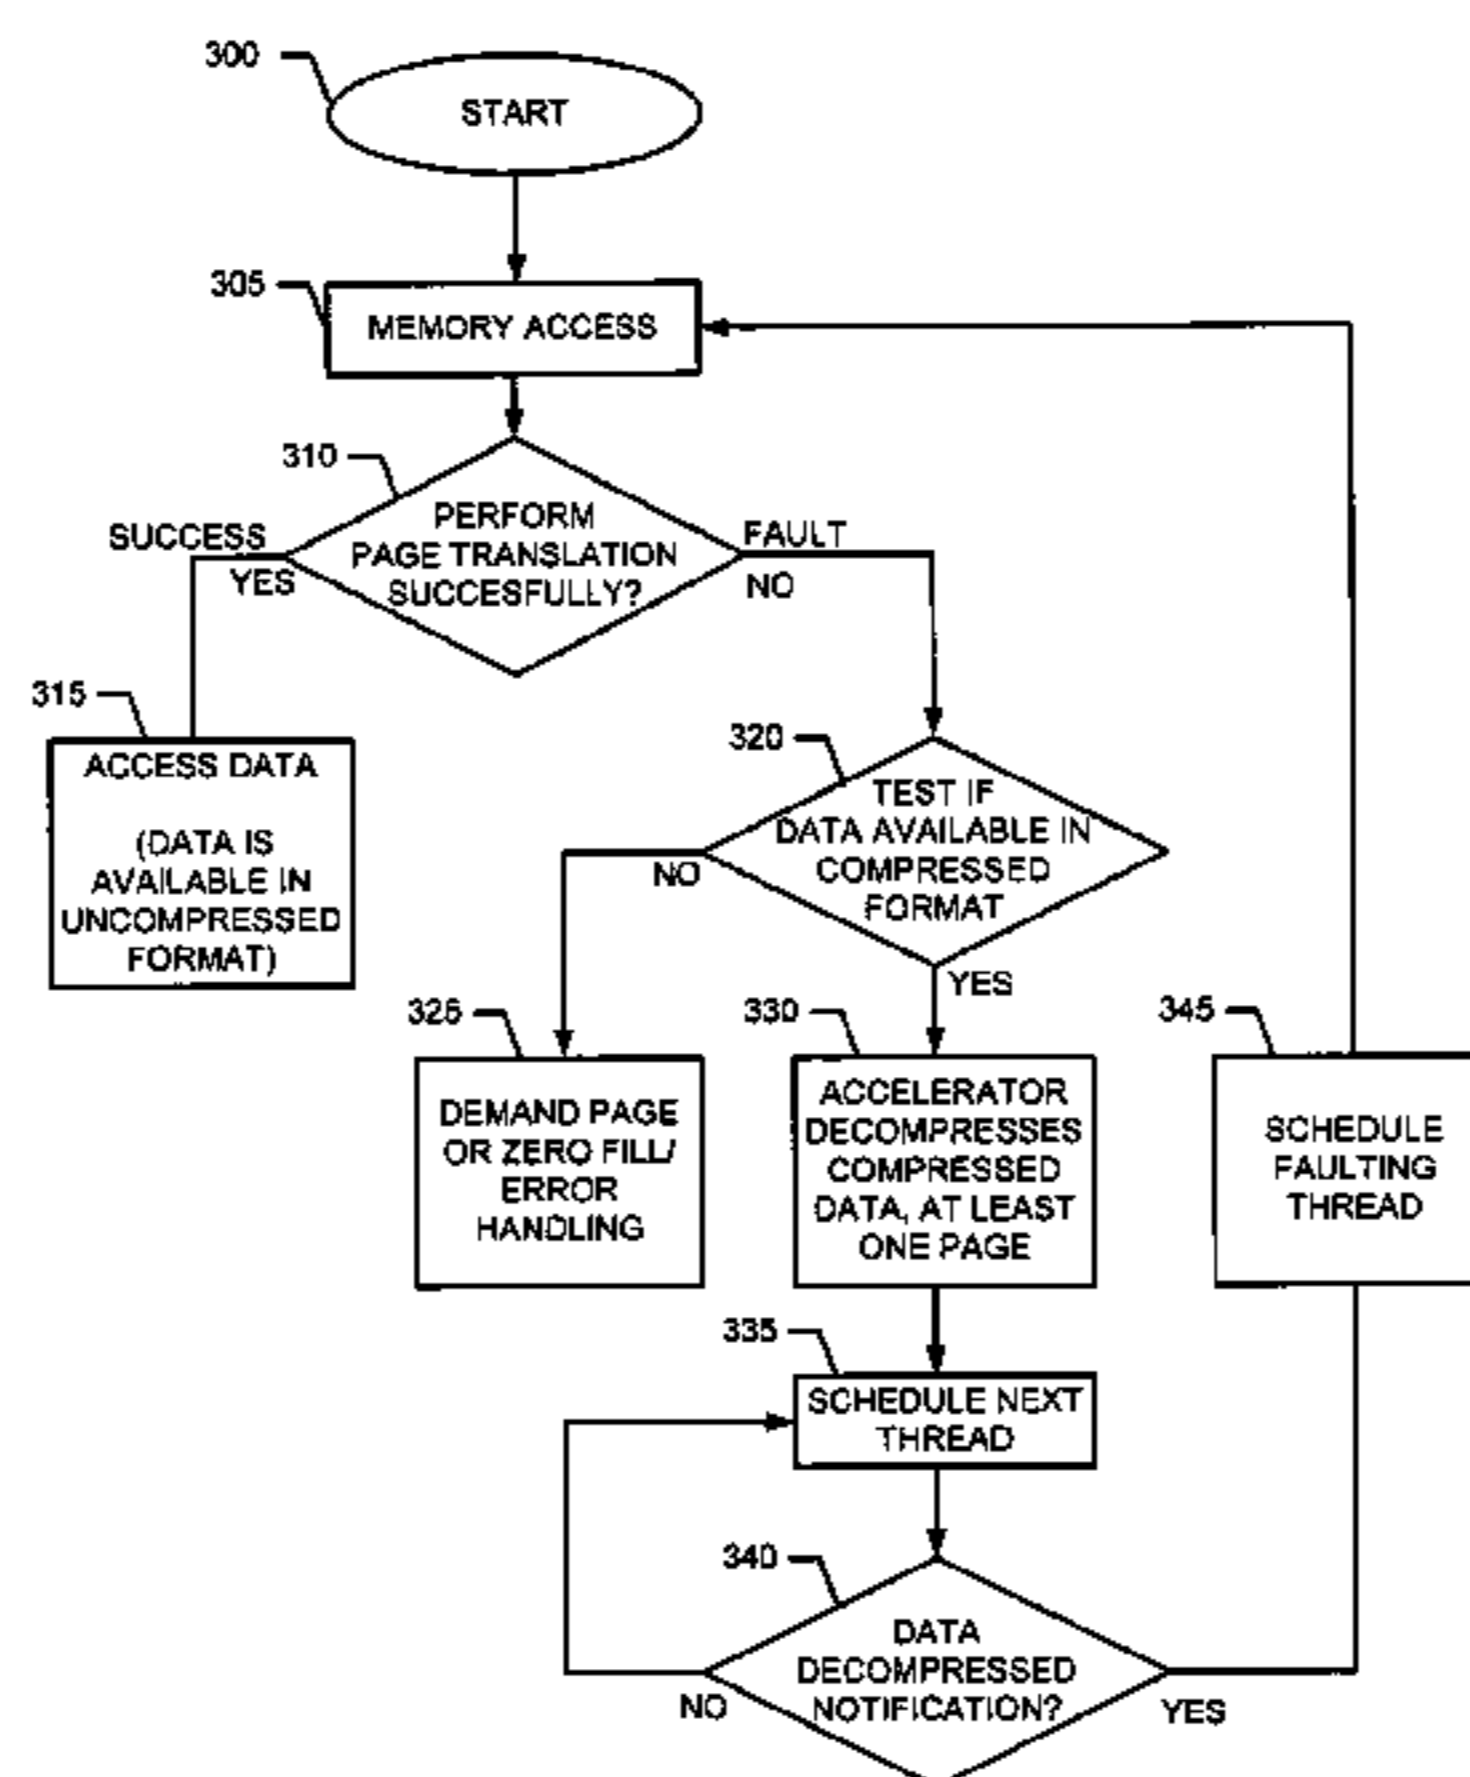 300
START
305
MEMORY ACCESS
310
PERFORM
PAGE TRANSLATION
SUCCESFULLY?
SUCCESS
YES
FAULT
NO
315
ACCESS DATA
(DATA IS
AVAILABLE IN
UNCOMPRESSED
FORMAT)
320
TEST IF
DATA AVAILABLE IN
COMPRESSED
FORMAT
NO
YES
325
DEMAND PAGE
OR ZERO FILL/
ERROR
HANDLING
330
ACCELERATOR
DECOMPRESSES
COMPRESSED
DATA, AT LEAST
ONE PAGE
345
SCHEDULE
FAULTING
THREAD
335
SCHEDULE NEXT
THREAD
340
DATA
DECOMPRESSED
NOTIFICATION?
NO
YES